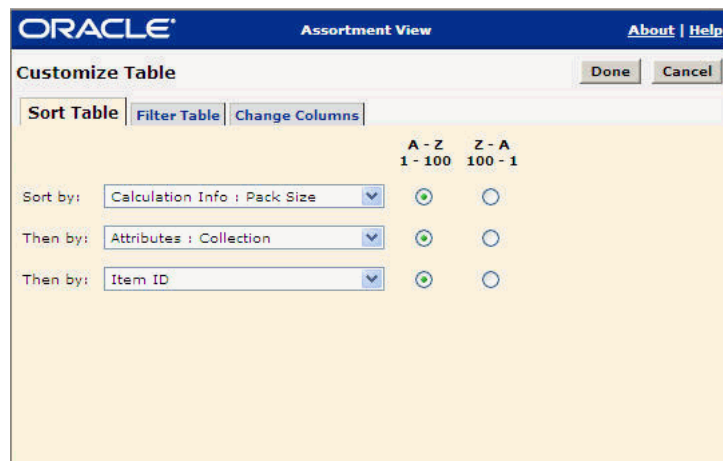 ORACLE Assortment View About | Help
Customize Table Done Cancel
Sort Table Filter Table Change Columns
A - Z Z - A
1 - 100 100 - 1
Sort by: Calculation Info : Pack Size
Then by: Attributes : Collection
Then by: Item ID